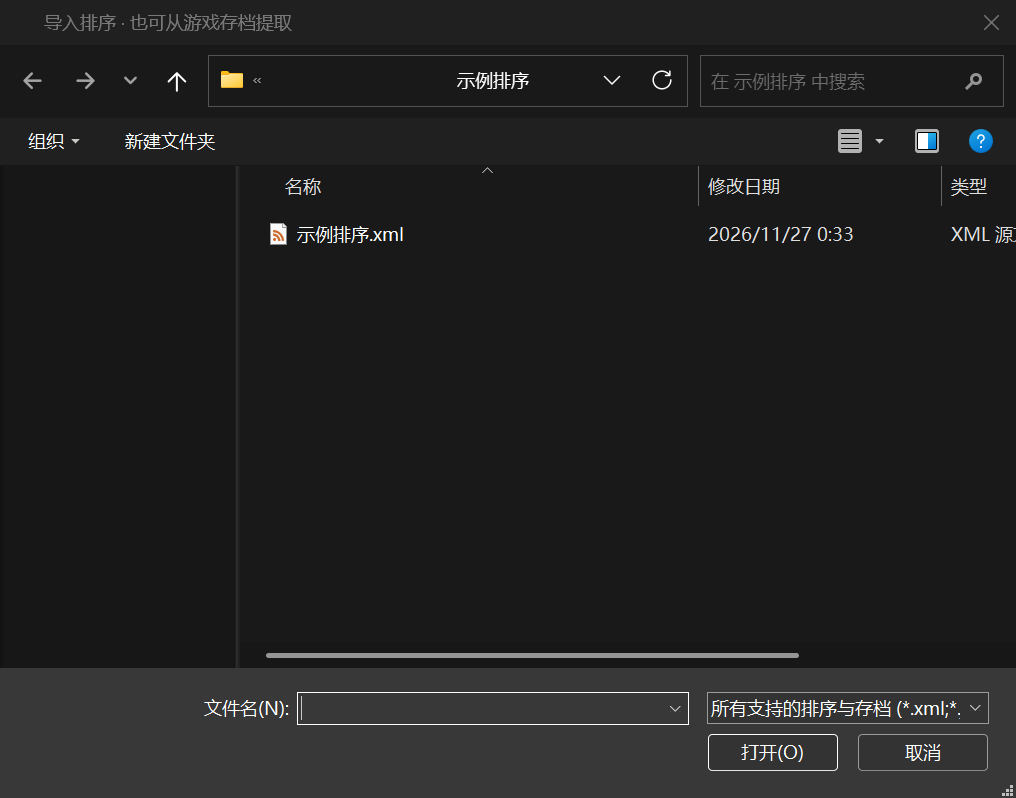 导入排序 · 也可从游戏存档提取
« 示例排序
在 示例排序 中搜索
组织
新建文件夹
?
名称 修改日期 类型
示例排序.xml 2026/11/27 0:33 XML 源
文件名(N):
所有支持的排序与存档 (*.xml;*.
打开(O) 取消